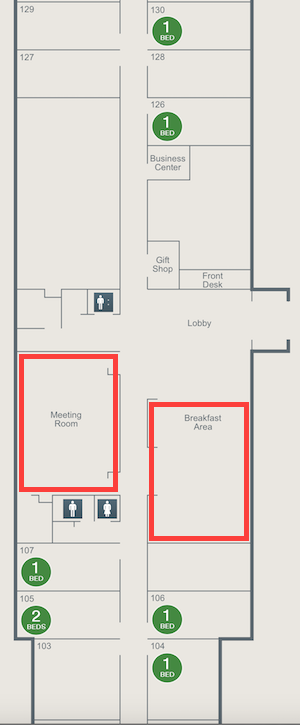 129
130
1
BED
127
128
126
1
BED
Business
Center
Gift
Shop
Front
Desk
Lobby
Meeting
Room
Breakfast
Area
107
1
BED
105
2
BEDS
106
1
BED
103
104
1
BED